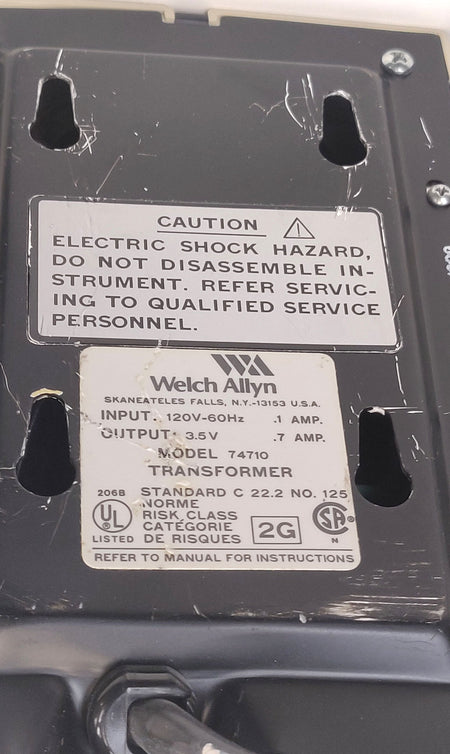 CAUTION
ELECTRIC SHOCK HAZARD,
DO NOT DISASSEMBLE IN-
STRUMENT. REFER SERVIC-
ING TO QUALIFIED SERVICE
PERSONNEL.
WA
Welch Allyn
SKANEATELES FALLS, N.Y.-13153 U.S.A.
INPUT. 120V-60Hz .1 AMP.
OUTPUT: 3.5V .7 AMP.
MODEL 74710
TRANSFORMER
206B STANDARD C 22.2 NO. 125
NORME
UL RISK CLASS 2G SA®
CATÉGORIE N
LISTED DE RISQUES
REFER TO MANUAL FOR INSTRUCTIONS